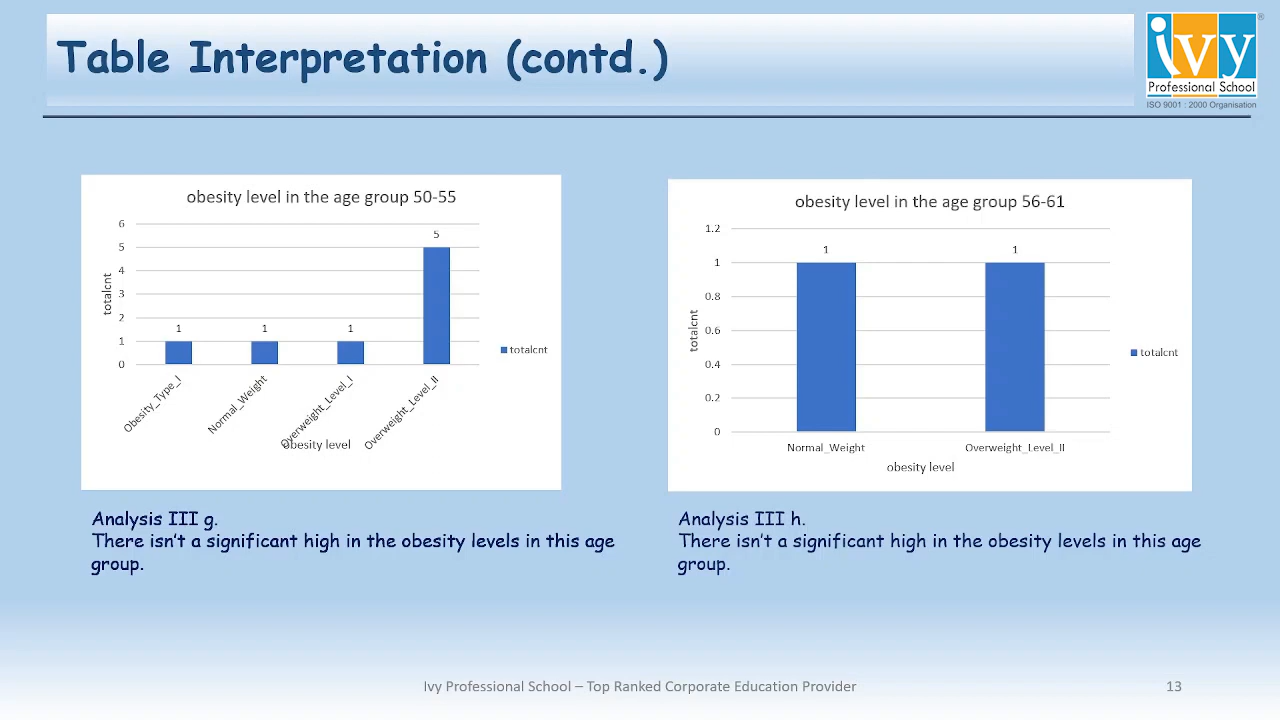 Table Interpretation (contd.)
ivy
®
Professional School
ISO 9001 : 2000 Organisation
obesity level in the age group 50-55
6
5
4
3
2
1
0
totalcnt
1
1
1
5
Obesity_Type_I
Normal_Weight
Overweight_Level_I
Overweight_Level_II
Obesity level
totalcnt
Analysis III g.
There isn't a significant high in the obesity levels in this age
group.
obesity level in the age group 56-61
1.2
1
0.8
0.6
0.4
0.2
0
totalcnt
1
1
Normal_Weight
Overweight_Level_II
obesity level
totalcnt
Analysis III h.
There isn't a significant high in the obesity levels in this age
group.
Ivy Professional School – Top Ranked Corporate Education Provider
13